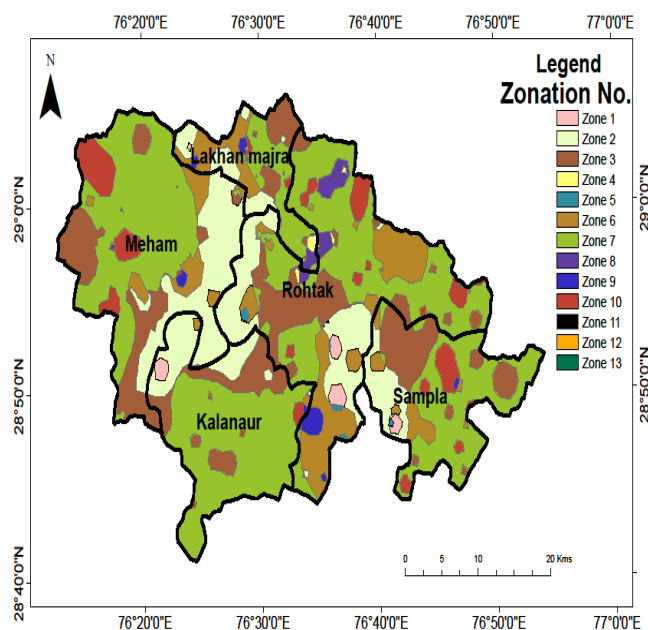 76°20'0"E 76°30'0"E 76°40'0"E 76°50'0"E 77°0'0"E
N
Legend
Zonation No.
Zone 1
Zone 2
Zone 3
Zone 4
Zone 5
Zone 6
Zone 7
Zone 8
Zone 9
Zone 10
Zone 11
Zone 12
Zone 13
Lakhan majra
Meham
Rohtak
Sampla
Kalanaur
29°0'0"N 29°0'0"N
28°50'0"N 28°50'0"N
28°40'0"N 28°40'0"N
0 5 10 20 Kms
76°20'0"E 76°30'0"E 76°40'0"E 76°50'0"E 77°0'0"E